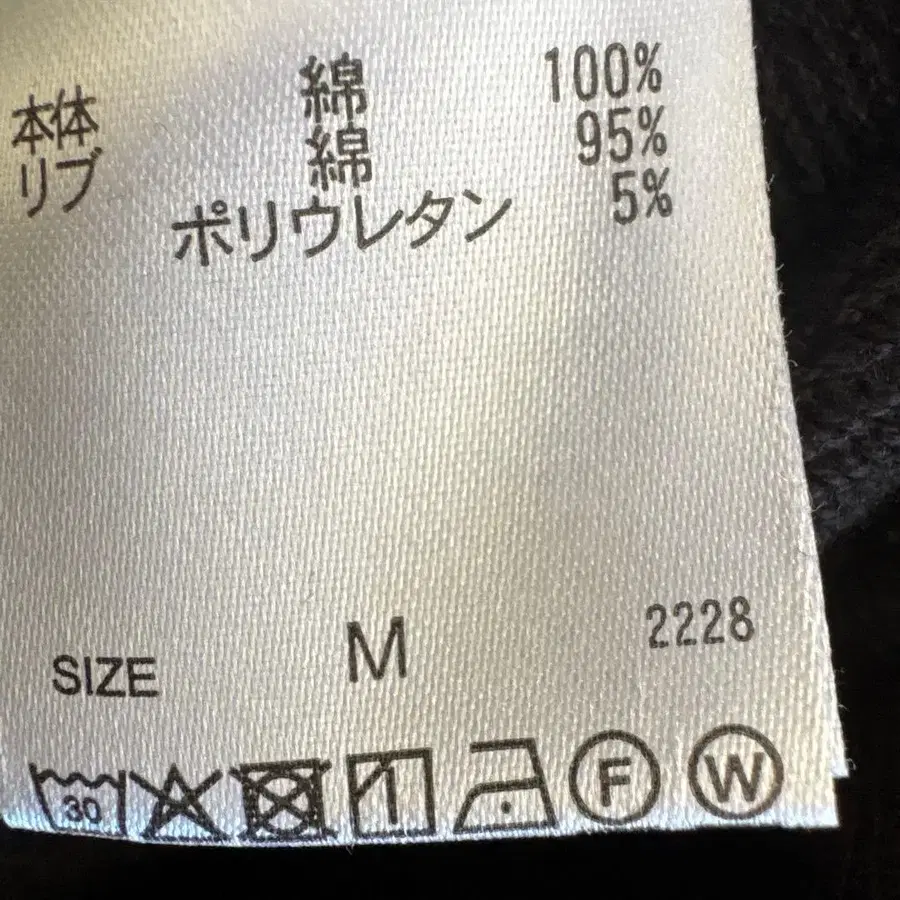 本体 綿 100%
リブ 綿 95%
ポリウレタン 5%
SIZE M 2228
30 F W